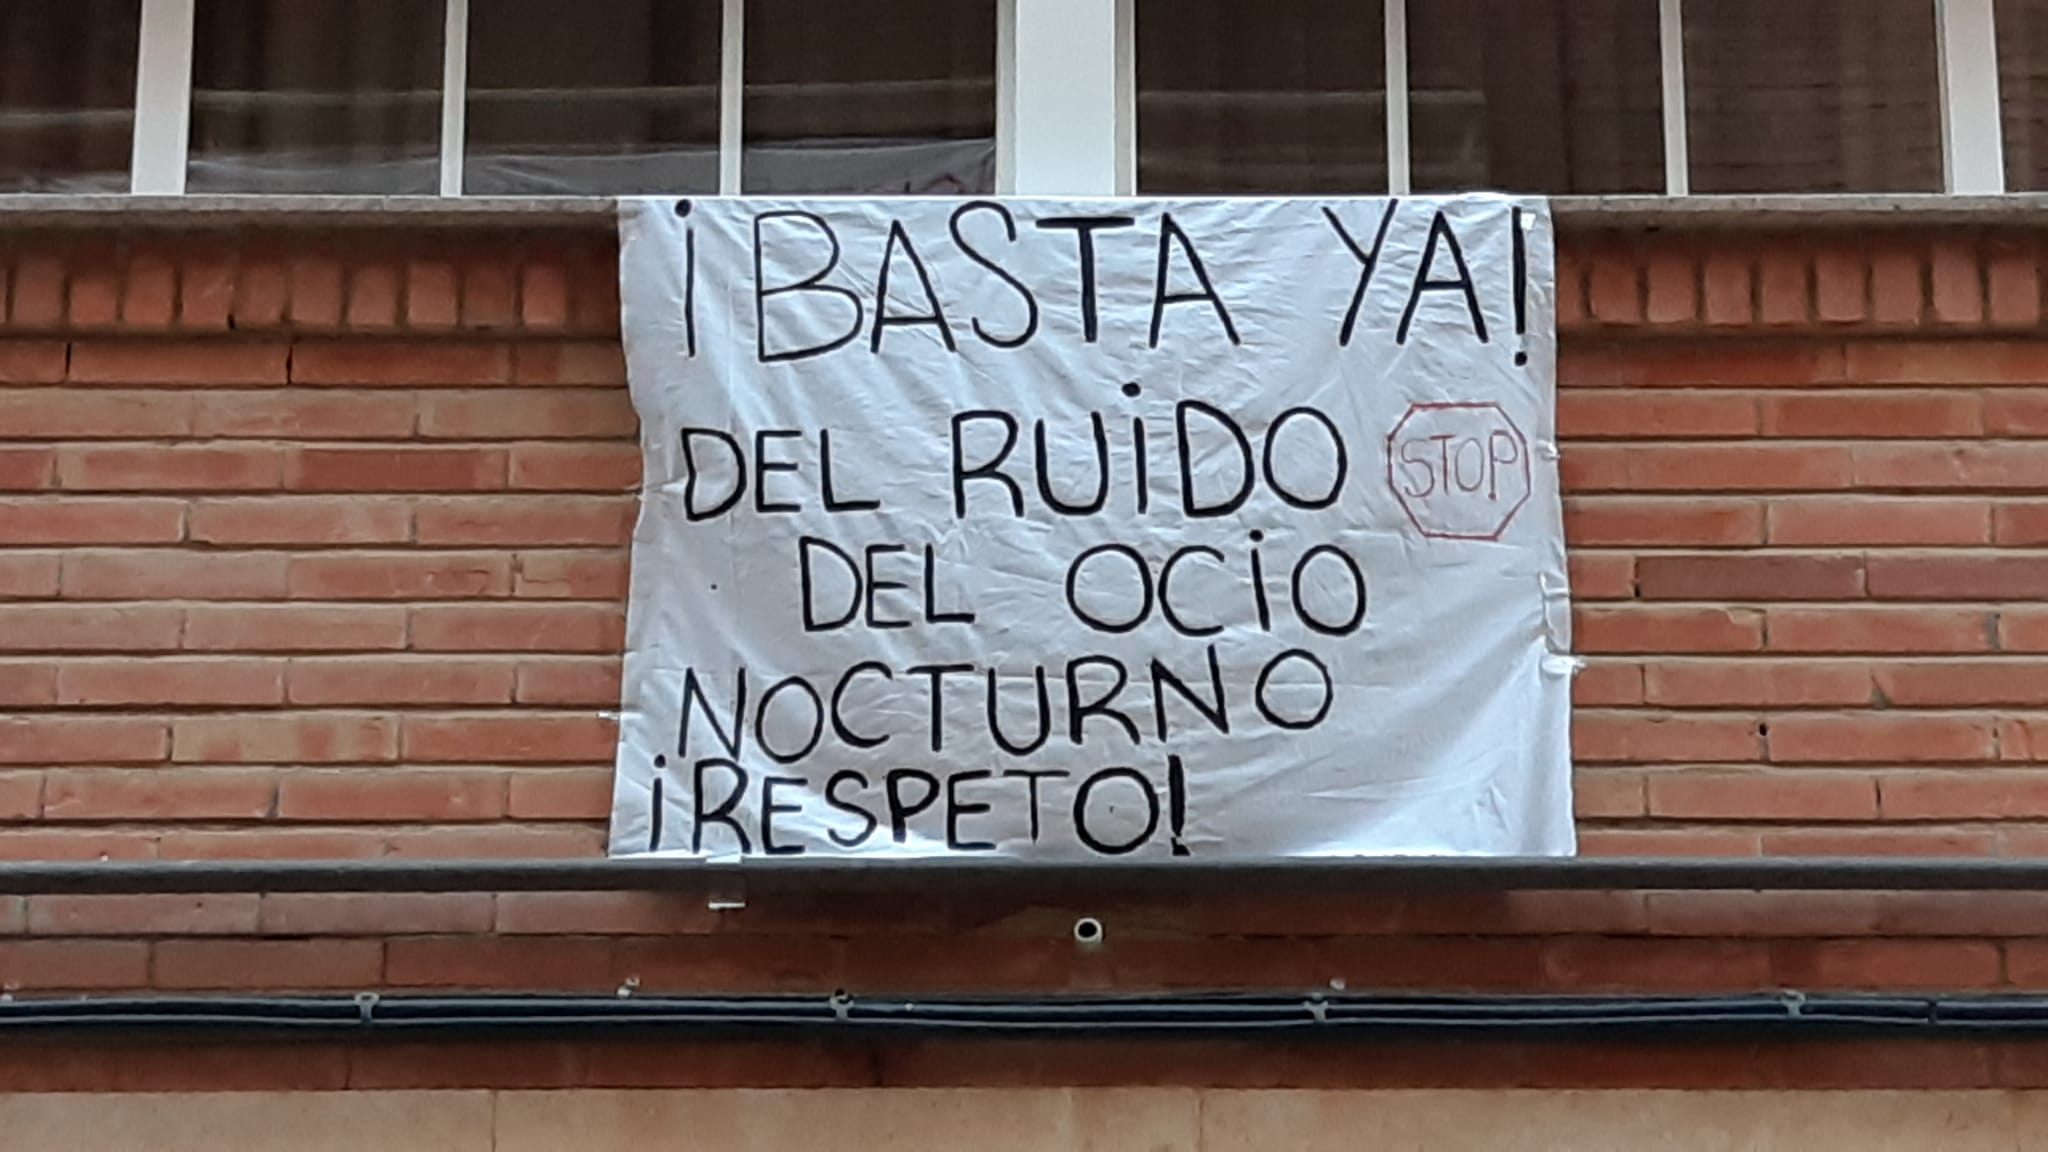 ¡BASTA YA!
DEL RUIDO
STOP
DEL OCIO
NOCTURNO
¡RESPETO!